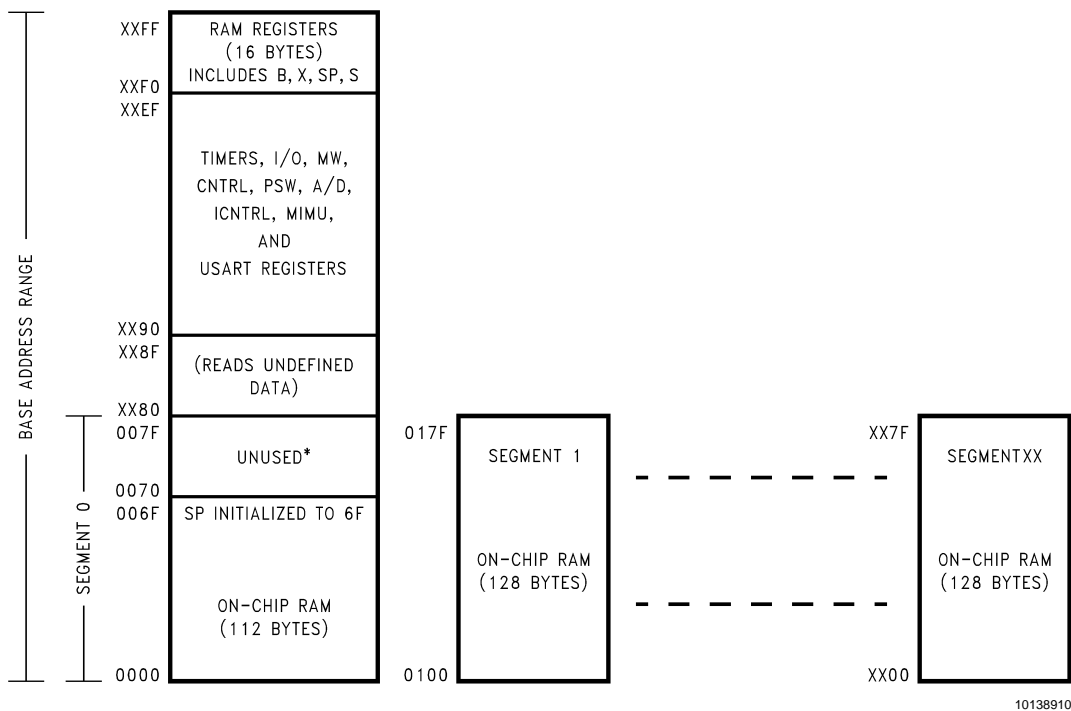 XXFF
RAM REGISTERS
(16 BYTES)
INCLUDES B, X, SP, S
XXF0
XXEF
TIMERS, I/O, MW,
CNTRL, PSW, A/D,
ICNTRL, MIMU,
AND
USART REGISTERS
XX90
XX8F
(READS UNDEFINED
DATA)
XX80
007F
UNUSED*
0070
006F
SP INITIALIZED TO 6F
ON-CHIP RAM
(112 BYTES)
0000
BASE ADDRESS RANGE
SEGMENT 0
017F
SEGMENT 1
ON-CHIP RAM
(128 BYTES)
0100
XX7F
SEGMENTXX
ON-CHIP RAM
(128 BYTES)
XX00
10138910